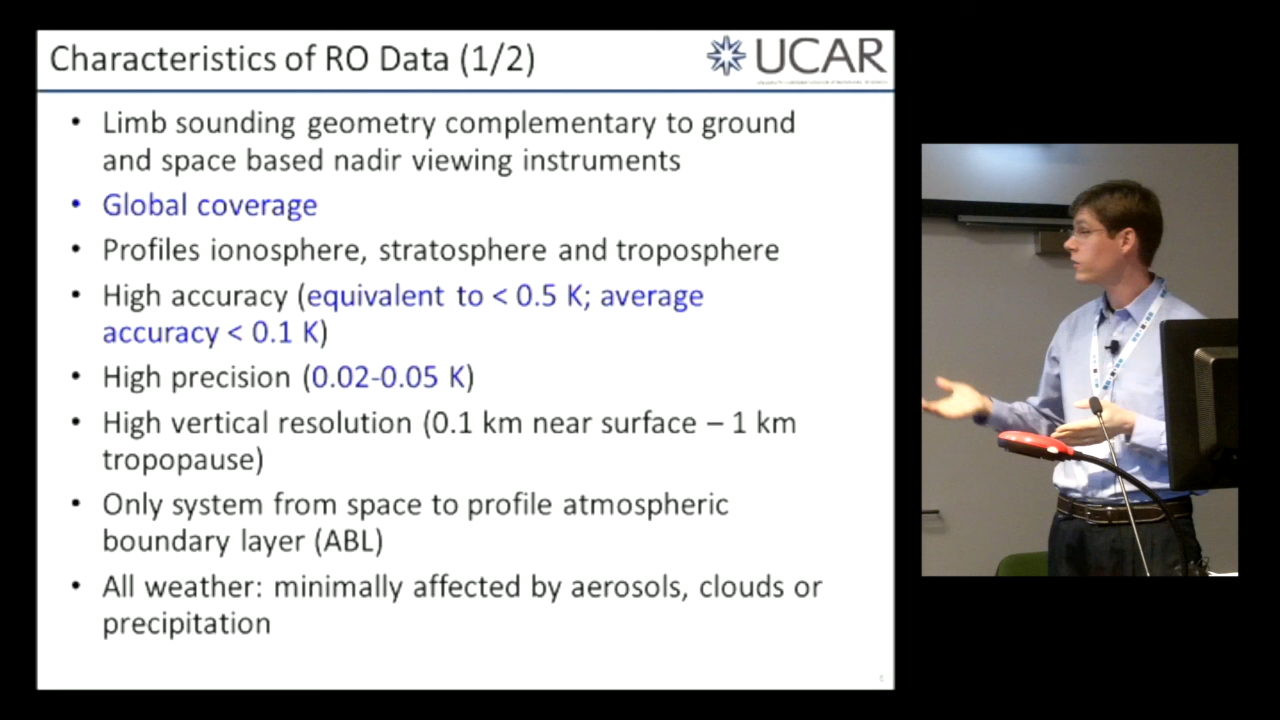 Characteristics of RO Data (1/2)
UCAR
• Limb sounding geometry complementary to ground
and space based nadir viewing instruments
• Global coverage
• Profiles ionosphere, stratosphere and troposphere
• High accuracy (equivalent to < 0.5 K; average
accuracy < 0.1 K)
• High precision (0.02-0.05 K)
• High vertical resolution (0.1 km near surface – 1 km
tropopause)
• Only system from space to profile atmospheric
boundary layer (ABL)
• All weather: minimally affected by aerosols, clouds or
precipitation